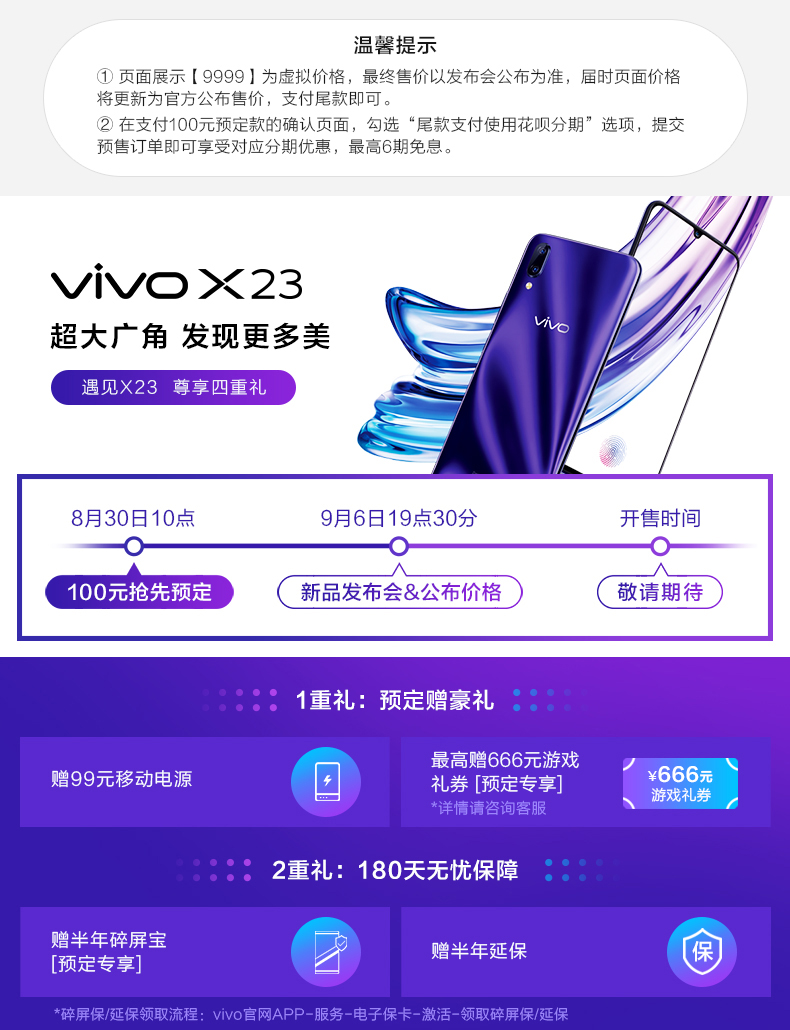 温馨提示
① 页面展示【9999】为虚拟价格，最终售价以发布会公布为准，届时页面价格
将更新为官方公布售价，支付尾款即可。
② 在支付100元预定款的确认页面，勾选“尾款支付使用花呗分期”选项，提交
预售订单即可享受对应分期优惠，最高6期免息。
vivo X23
超大广角 发现更多美
遇见X23 尊享四重礼
vivo
8月30日10点
9月6日19点30分
开售时间
100元抢先预定
新品发布会&公布价格
敬请期待
1重礼：预定赠豪礼
赠99元移动电源
最高赠666元游戏
礼券 [预定专享]
*详情请咨询客服
¥666元
游戏礼券
2重礼：180天无忧保障
赠半年碎屏宝
[预定专享]
赠半年延保
保
*碎屏保/延保领取流程：vivo官网APP-服务-电子保卡-激活-领取碎屏保/延保